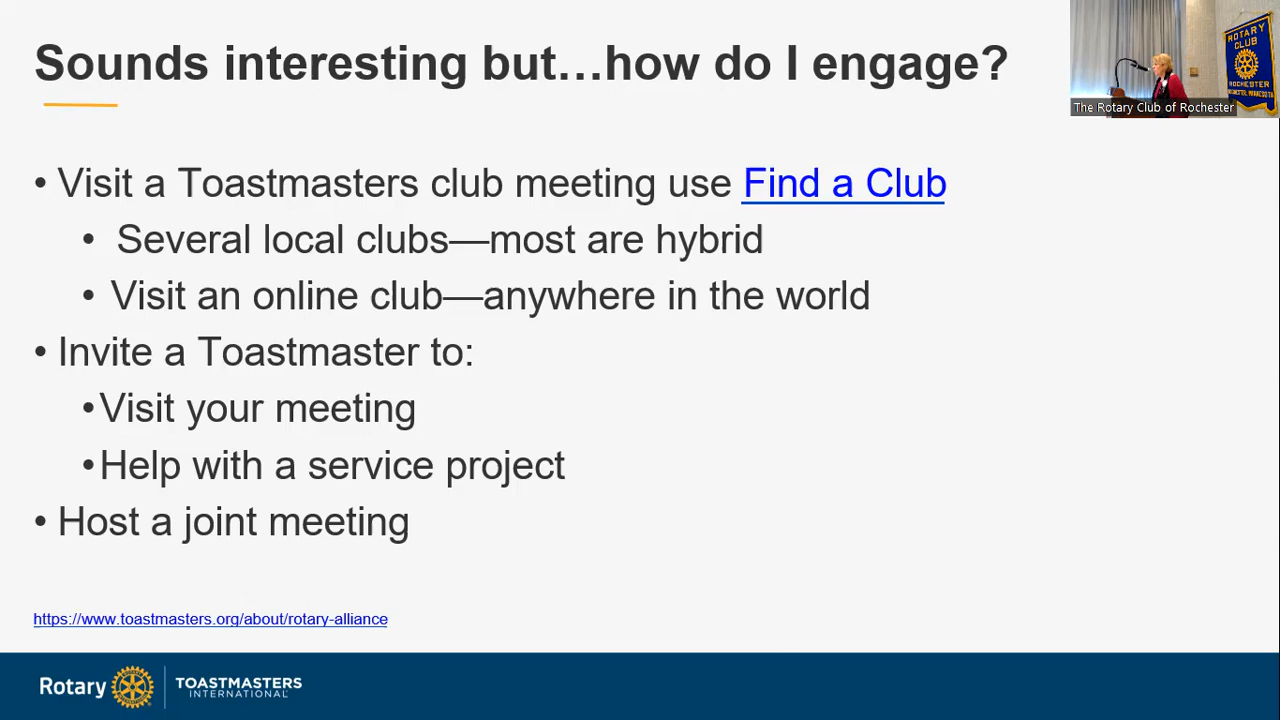 Sounds interesting but…how do I engage?
ROTARY
CLUB
OF
ROCHESTER
The Rotary Club of Rochester
• Visit a Toastmasters club meeting use Find a Club
• Several local clubs—most are hybrid
• Visit an online club—anywhere in the world
• Invite a Toastmaster to:
•Visit your meeting
•Help with a service project
• Host a joint meeting
https://www.toastmasters.org/about/rotary-alliance
Rotary
TOASTMASTERS
INTERNATIONAL